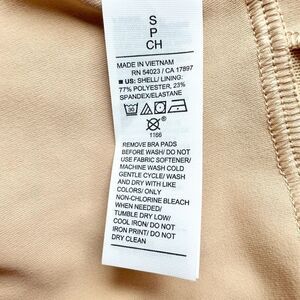 S
P
CH
MADE IN VIETNAM
RN 54023 / CA 17897
■ US: SHELL/ LINING:
77% POLYESTER, 23%
SPANDEX/ELASTANE
1166
REMOVE BRA PADS
BEFORE WASH/ DO NOT
USE FABRIC SOFTENER/
MACHINE WASH COLD
GENTLE CYCLE/ WASH
AND DRY WITH LIKE
COLORS/ ONLY
NON-CHLORINE BLEACH
WHEN NEEDED/
TUMBLE DRY LOW/
COOL IRON/ DO NOT
IRON PRINT/ DO NOT
DRY CLEAN